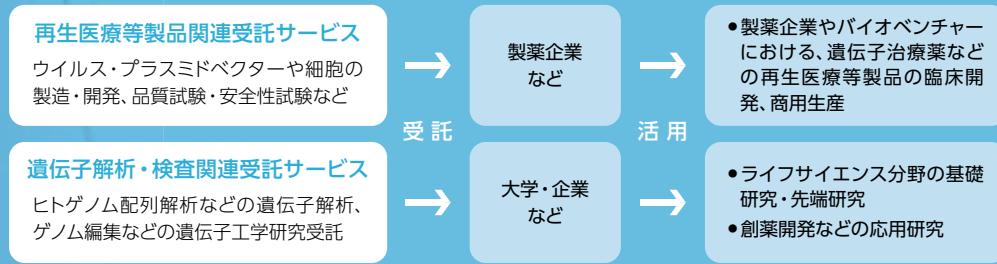 再生医療等製品関連受託サービス
ウイルス・プラスミドベクターや細胞の
製造・開発、品質試験・安全性試験など
製薬企業
など
●製薬企業やバイオベンチャー
における、遺伝子治療薬など
の再生医療等製品の臨床開
発、商用生産
受託
活用
遺伝子解析・検査関連受託サービス
ヒトゲノム配列解析などの遺伝子解析、
ゲノム編集などの遺伝子工学研究受託
大学・企業
など
●ライフサイエンス分野の基礎
研究・先端研究
●創薬開発などの応用研究